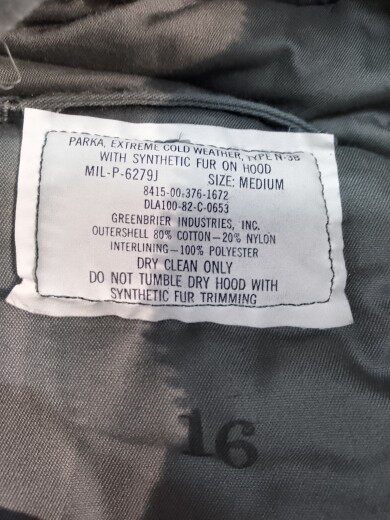 PARKA, EXTREME COLD WEATHER, TYPE N-3B
WITH SYNTHETIC FUR ON HOOD
MIL-P-6279J SIZE: MEDIUM
8415-00-376-1672
DLA100-82-C-0653
GREENBRIER INDUSTRIES, INC.
OUTERSHELL 80% COTTON-20% NYLON
INTERLINING-100% POLYESTER
DRY CLEAN ONLY
DO NOT TUMBLE DRY HOOD WITH
SYNTHETIC FUR TRIMMING
16